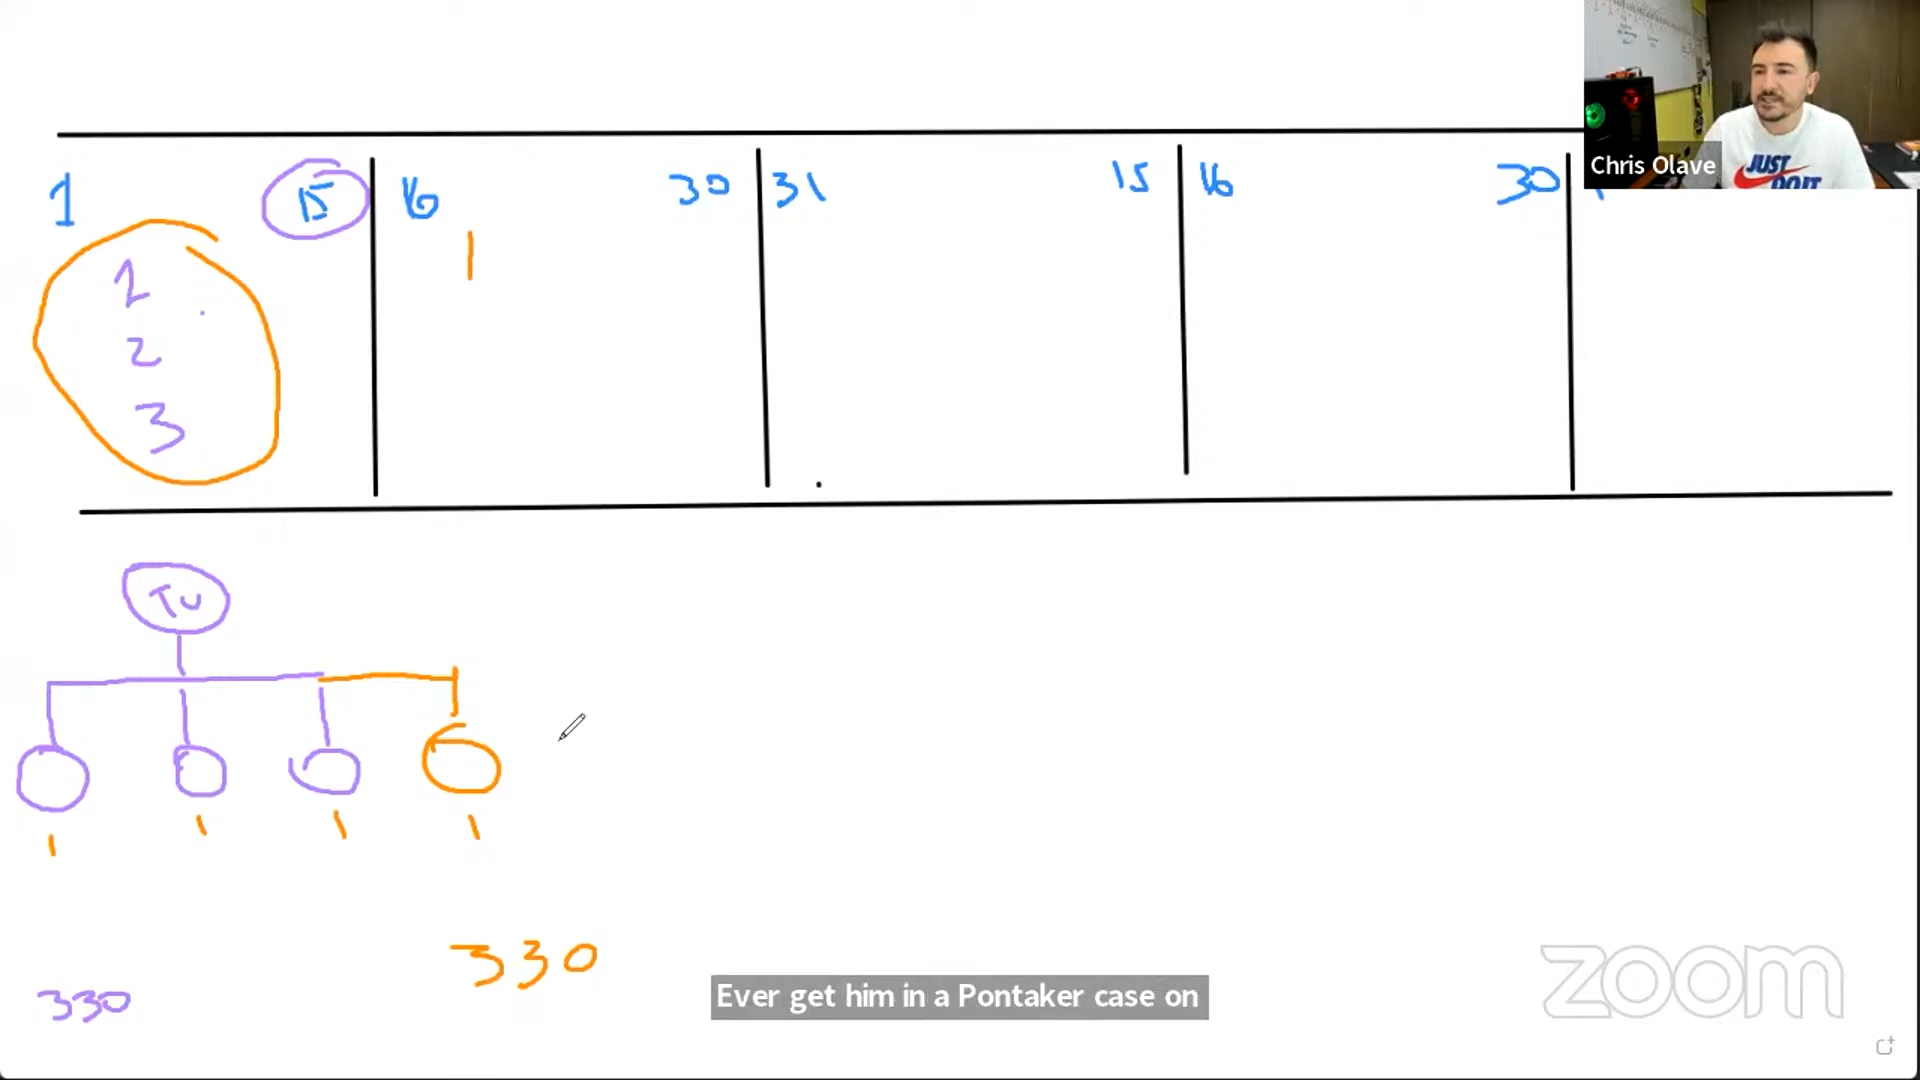 JUST
DO IT
Chris Olave
1 15 16 30 31 15 16 30
1
1
2
3
TU
1 1 1 1
330
330
Ever get him in a Pontaker case on
zoom